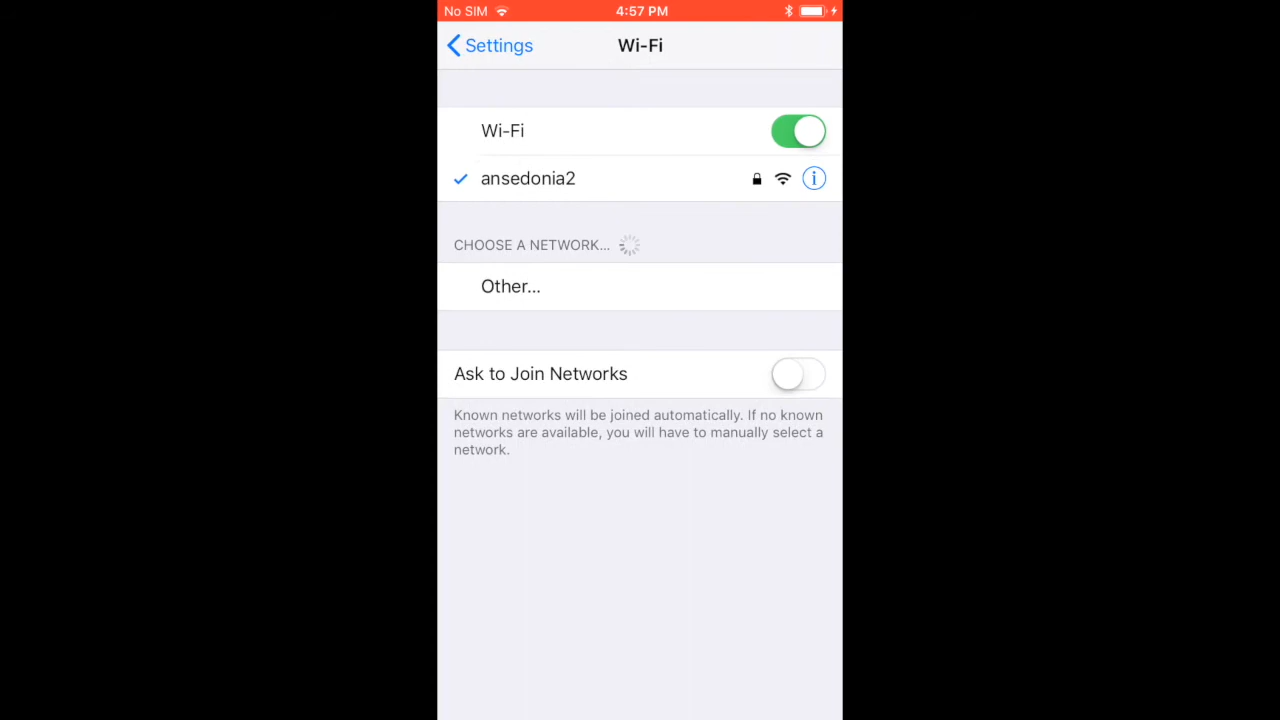 No SIM 4:57 PM
Settings Wi-Fi
Wi-Fi
ansedonia2
CHOOSE A NETWORK...
Other...
Ask to Join Networks
Known networks will be joined automatically. If no known
networks are available, you will have to manually select a
network.